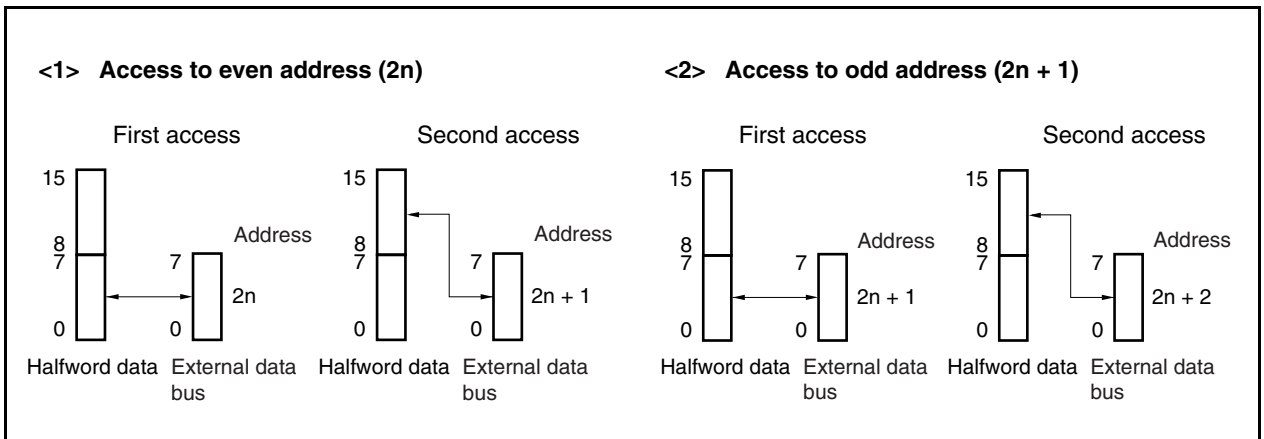 <1> Access to even address (2n)
First access
15
8
7
0
Halfword data
Address
7
2n
0
External data
bus
Second access
15
8
7
0
Halfword data
Address
7
2n + 1
0
External data
bus
<2> Access to odd address (2n + 1)
First access
15
8
7
0
Halfword data
Address
7
2n + 1
0
External data
bus
Second access
15
8
7
0
Halfword data
Address
7
2n + 2
0
External data
bus